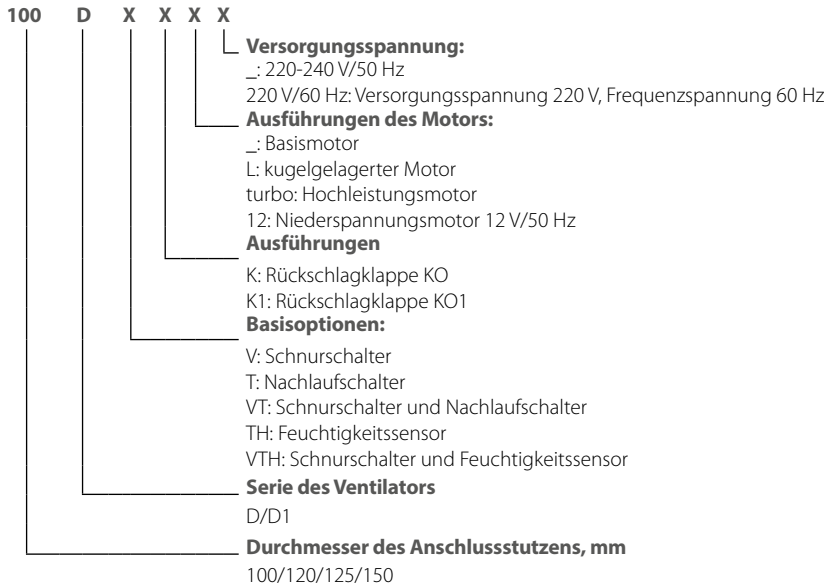 100 D X X X X
Versorgungsspannung:
_: 220-240 V/50 Hz
220 V/60 Hz: Versorgungsspannung 220 V, Frequenzspannung 60 Hz
Ausführungen des Motors:
_: Basismotor
L: kugelgelagerter Motor
turbo: Hochleistungsmotor
12: Niederspannungsmotor 12 V/50 Hz
Ausführungen
K: Rückschlagklappe KO
K1: Rückschlagklappe KO1
Basisoptionen:
V: Schnurschalter
T: Nachlaufschalter
VT: Schnurschalter und Nachlaufschalter
TH: Feuchtigkeitssensor
VTH: Schnurschalter und Feuchtigkeitssensor
Serie des Ventilators
D/D1
Durchmesser des Anschlussstutzens, mm
100/120/125/150